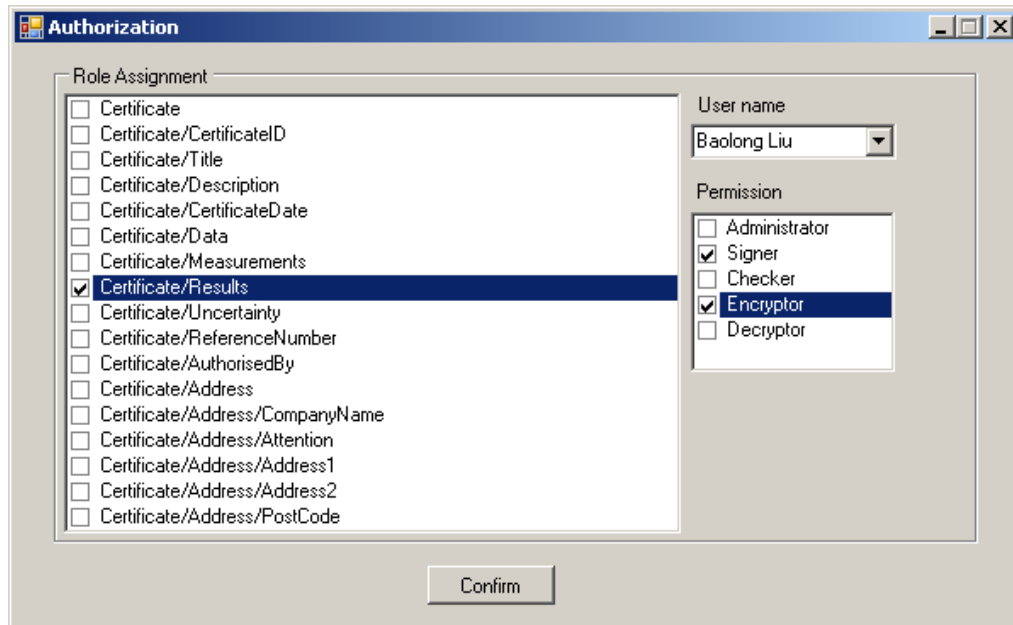 Authorization
Role Assignment
Certificate
Certificate/CertificateID
Certificate/Title
Certificate/Description
Certificate/CertificateDate
Certificate/Data
Certificate/Measurements
Certificate/Results
Certificate/Uncertainty
Certificate/ReferenceNumber
Certificate/AuthorisedBy
Certificate/Address
Certificate/Address/CompanyName
Certificate/Address/Attention
Certificate/Address/Address1
Certificate/Address/Address2
Certificate/Address/PostCode
User name
Baolong Liu
Permission
Administrator
Signer
Checker
Encryptor
Decryptor
Confirm